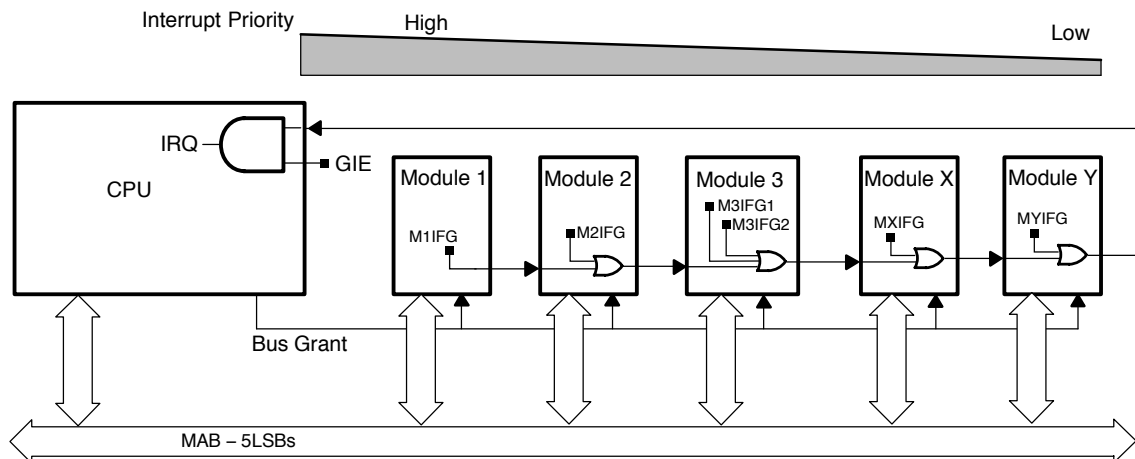 Interrupt Priority
High
Low
IRQ
GIE
CPU
Module 1
Module 2
Module 3
Module X
Module Y
M1IFG
M2IFG
M3IFG1
M3IFG2
MXIFG
MYIFG
Bus Grant
MAB – 5LSBs